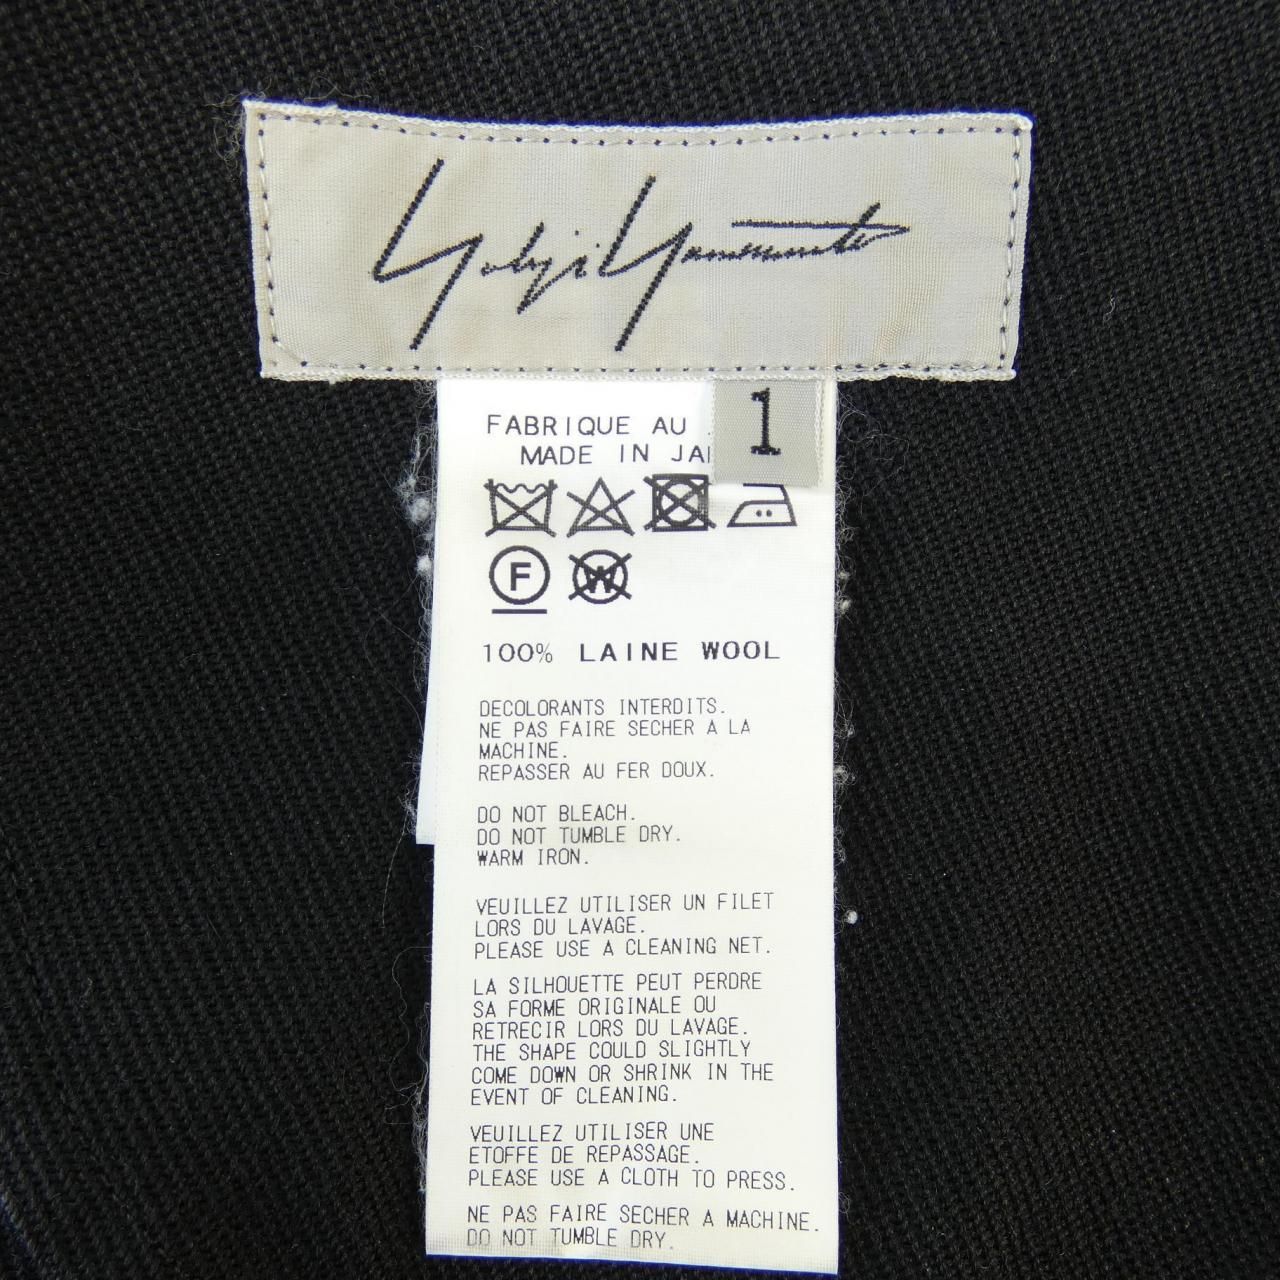 Yohji Yamamoto
1
FABRIQUE AU
MADE IN JA
F
W
100% LAINE WOOL
DECOLORANTS INTERDITS.
NE PAS FAIRE SECHER A LA
MACHINE.
REPASSER AU FER DOUX.
DO NOT BLEACH.
DO NOT TUMBLE DRY.
WARM IRON.
VEUILLEZ UTILISER UN FILET
LORS DU LAVAGE.
PLEASE USE A CLEANING NET.
LA SILHOUETTE PEUT PERDRE
SA FORME ORIGINALE OU
RETRECIR LORS DU LAVAGE.
THE SHAPE COULD SLIGHTLY
COME DOWN OR SHRINK IN THE
EVENT OF CLEANING.
VEUILLEZ UTILISER UNE
ETOFFE DE REPASSAGE.
PLEASE USE A CLOTH TO PRESS.
NE PAS FAIRE SECHER A MACHINE.
DO NOT TUMBLE DRY.